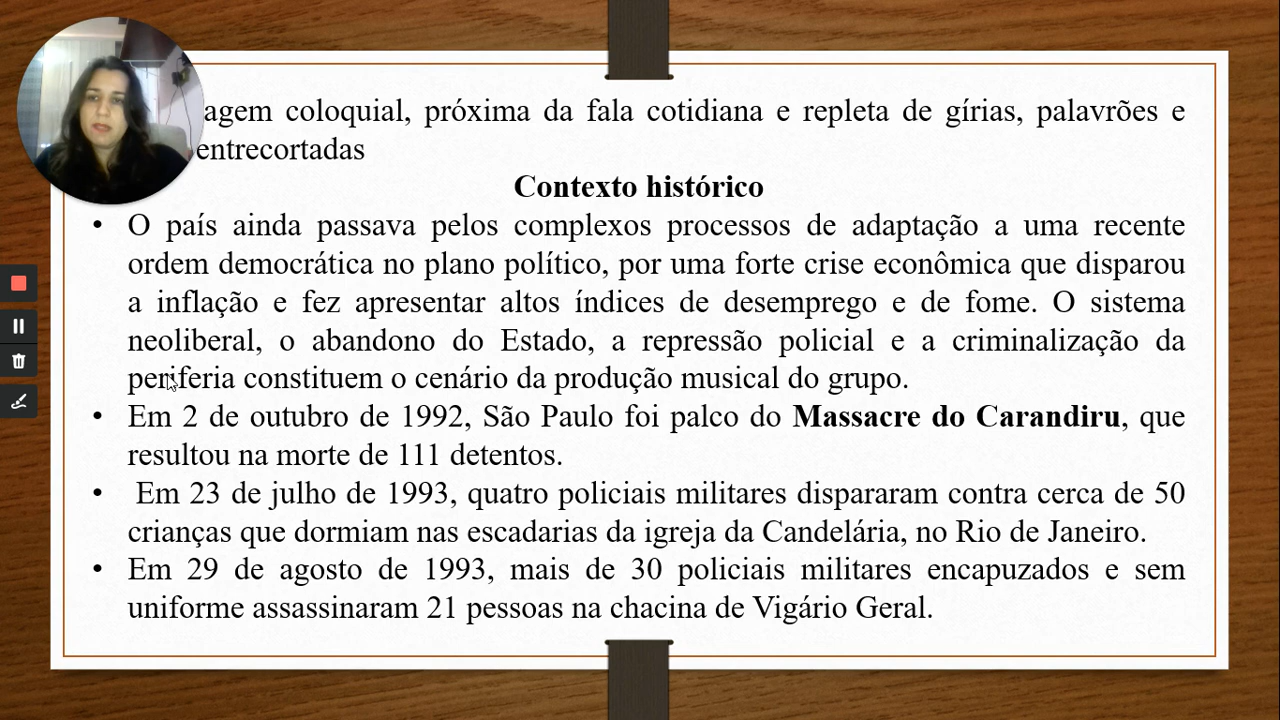 agem coloquial, próxima da fala cotidiana e repleta de gírias, palavrões e
entrecortadas
Contexto histórico
• O país ainda passava pelos complexos processos de adaptação a uma recente
ordem democrática no plano político, por uma forte crise econômica que disparou
a inflação e fez apresentar altos índices de desemprego e de fome. O sistema
neoliberal, o abandono do Estado, a repressão policial e a criminalização da
periferia constituem o cenário da produção musical do grupo.
• Em 2 de outubro de 1992, São Paulo foi palco do Massacre do Carandiru, que
resultou na morte de 111 detentos.
• Em 23 de julho de 1993, quatro policiais militares dispararam contra cerca de 50
crianças que dormiam nas escadarias da igreja da Candelária, no Rio de Janeiro.
• Em 29 de agosto de 1993, mais de 30 policiais militares encapuzados e sem
uniforme assassinaram 21 pessoas na chacina de Vigário Geral.